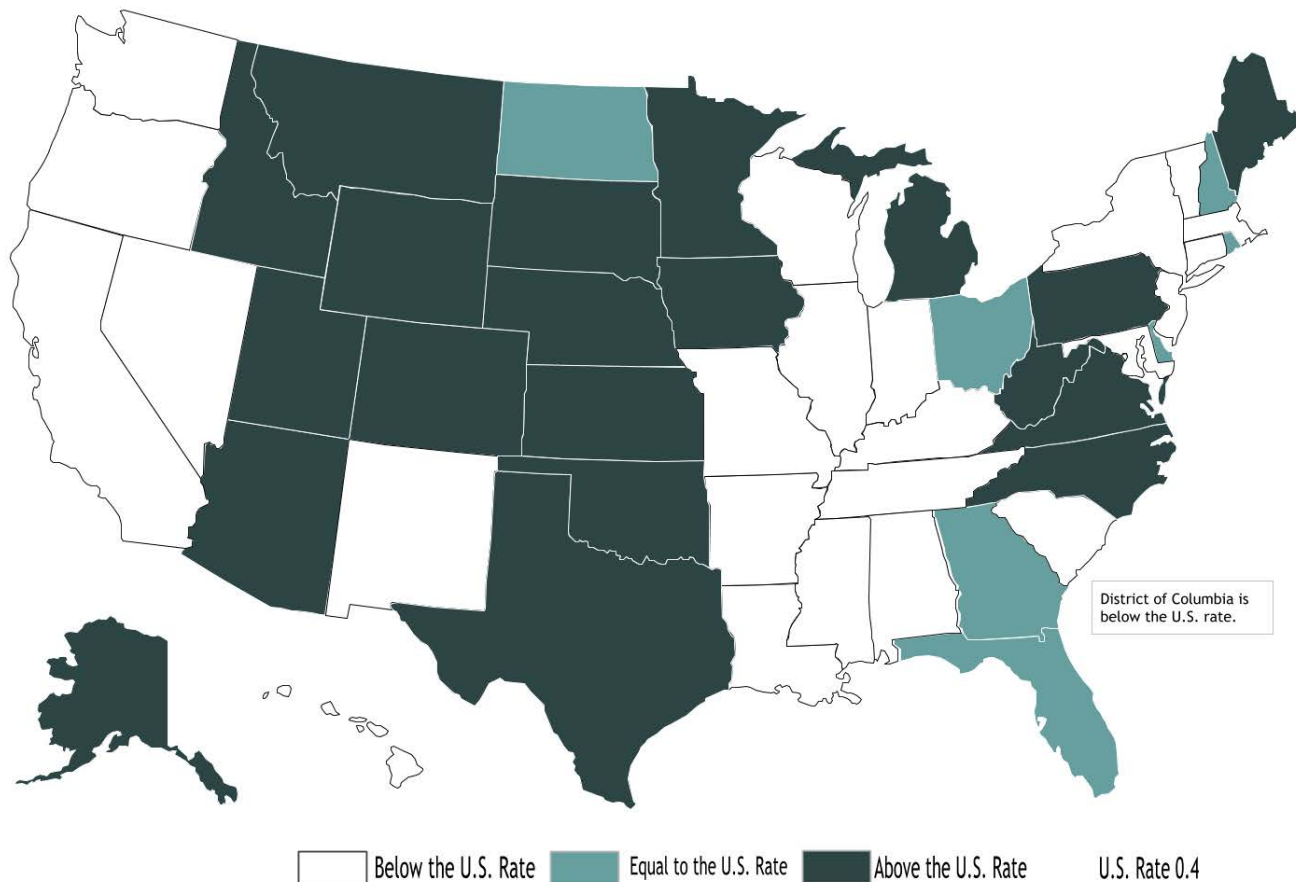 District of Columbia is
below the U.S. rate.
Below the U.S. Rate
Equal to the U.S. Rate
Above the U.S. Rate
U.S. Rate 0.4